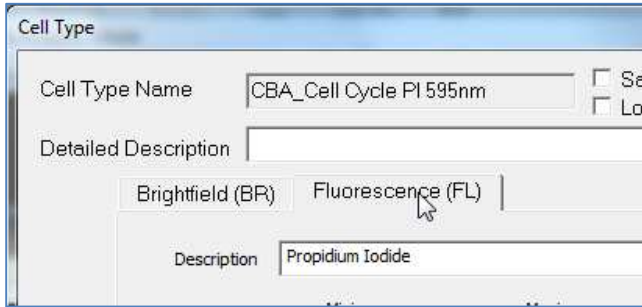 Cell Type
Cell Type Name CBA_Cell Cycle PI 595nm
Detailed Description
Brightfield (BR) Fluorescence (FL)
Description Propidium Iodide